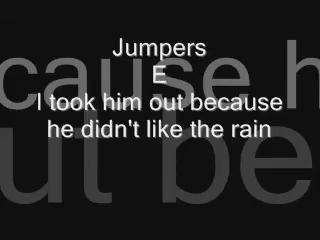 Jumpers
E
I took him out because
he didn't like the rain
cause h
ut be